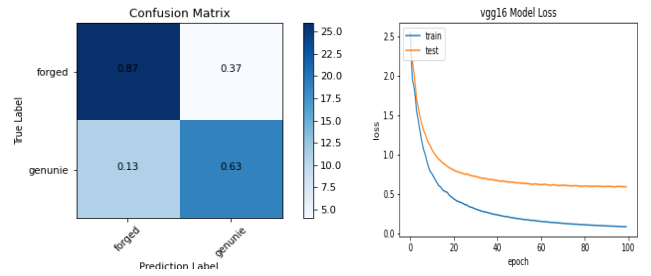 Confusion Matrix
True Label
forged
genunie
0.87 0.37
0.13 0.63
forged genunie
Prediction Label
25.0
22.5
20.0
17.5
15.0
12.5
10.0
7.5
5.0
vgg16 Model Loss
train
test
loss
2.5
2.0
1.5
1.0
0.5
0.0
0 20 40 60 80 100
epoch